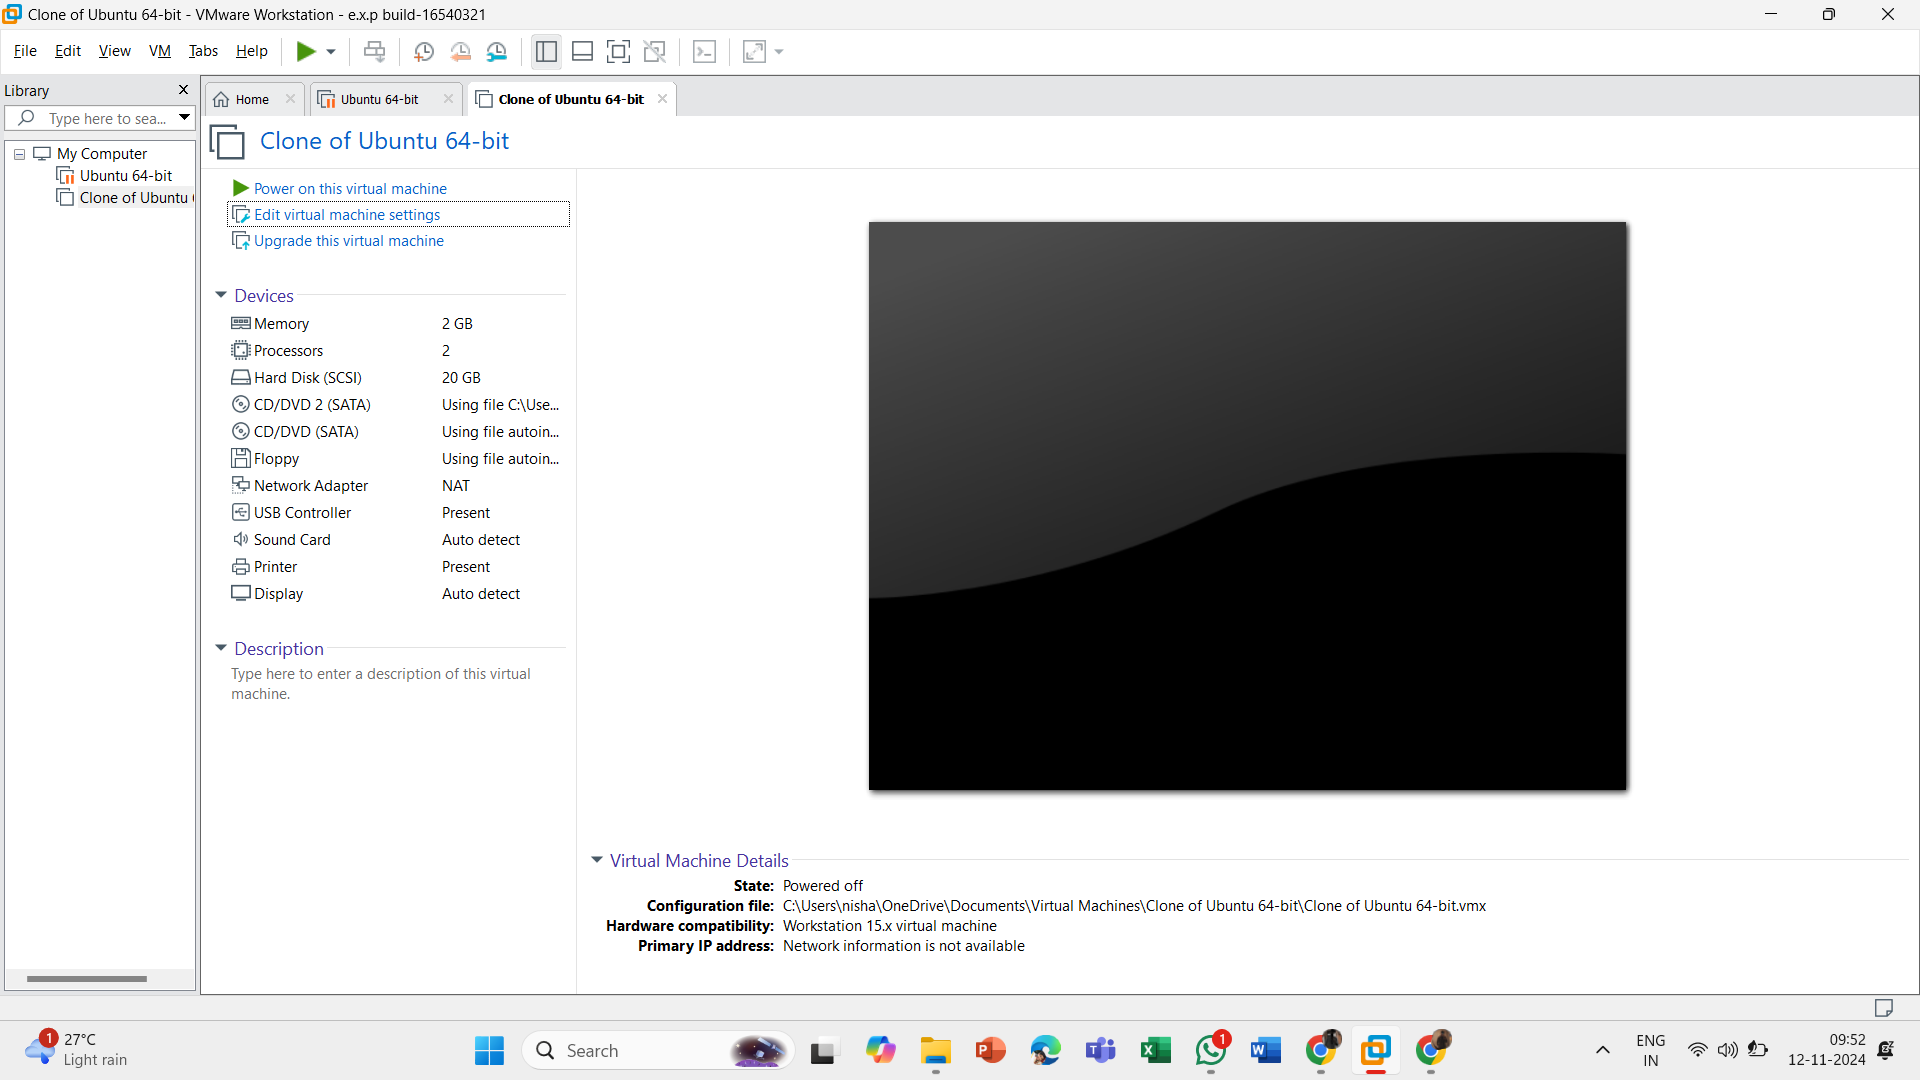 Clone of Ubuntu 64-bit - VMware Workstation - e.x.p build-16540321
File Edit View VM Tabs Help
Library
Type here to sea...
My Computer
Ubuntu 64-bit
Clone of Ubuntu
Home
Ubuntu 64-bit
Clone of Ubuntu 64-bit
Clone of Ubuntu 64-bit
Power on this virtual machine
Edit virtual machine settings
Upgrade this virtual machine
Devices
Memory 2 GB
Processors 2
Hard Disk (SCSI) 20 GB
CD/DVD 2 (SATA) Using file C:\Use...
CD/DVD (SATA) Using file autoin...
Floppy Using file autoin...
Network Adapter NAT
USB Controller Present
Sound Card Auto detect
Printer Present
Display Auto detect
Description
Type here to enter a description of this virtual
machine.
Virtual Machine Details
State: Powered off
Configuration file: C:\Users\nisha\OneDrive\Documents\Virtual Machines\Clone of Ubuntu 64-bit\Clone of Ubuntu 64-bit.vmx
Hardware compatibility: Workstation 15.x virtual machine
Primary IP address: Network information is not available
1
27°C
Light rain
Search
1
ENG
IN
09:52
12-11-2024